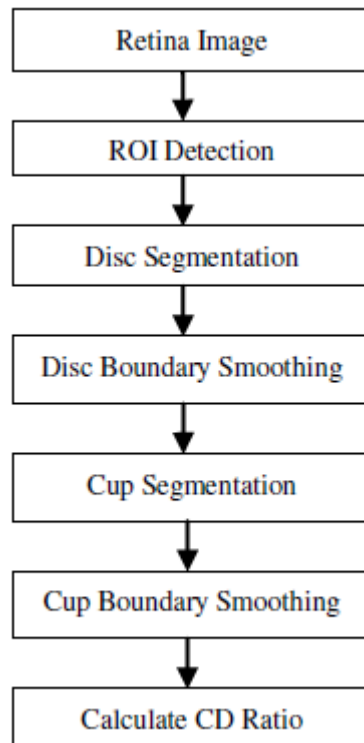 Retina Image
ROI Detection
Disc Segmentation
Disc Boundary Smoothing
Cup Segmentation
Cup Boundary Smoothing
Calculate CD Ratio